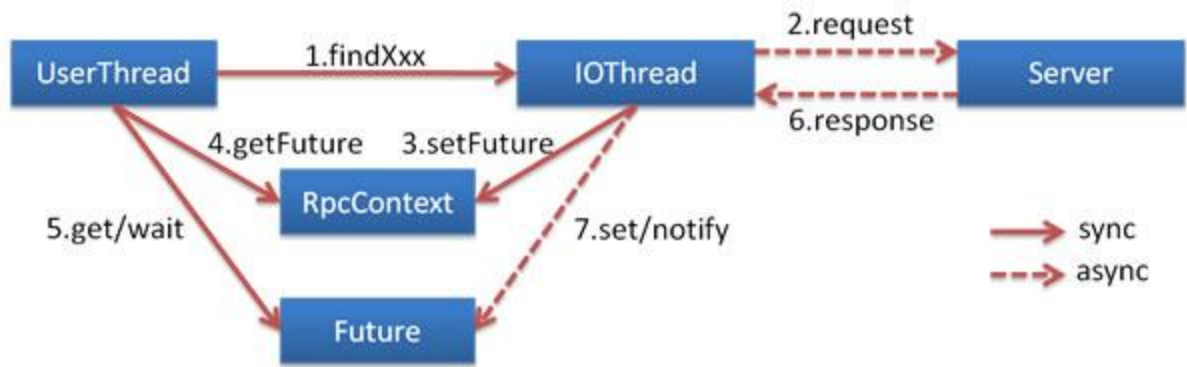 2.request
UserThread
1.findXxx
IOThread
Server
6.response
4.getFuture
3.setFuture
RpcContext
5.get/wait
7.set/notify
sync
async
Future